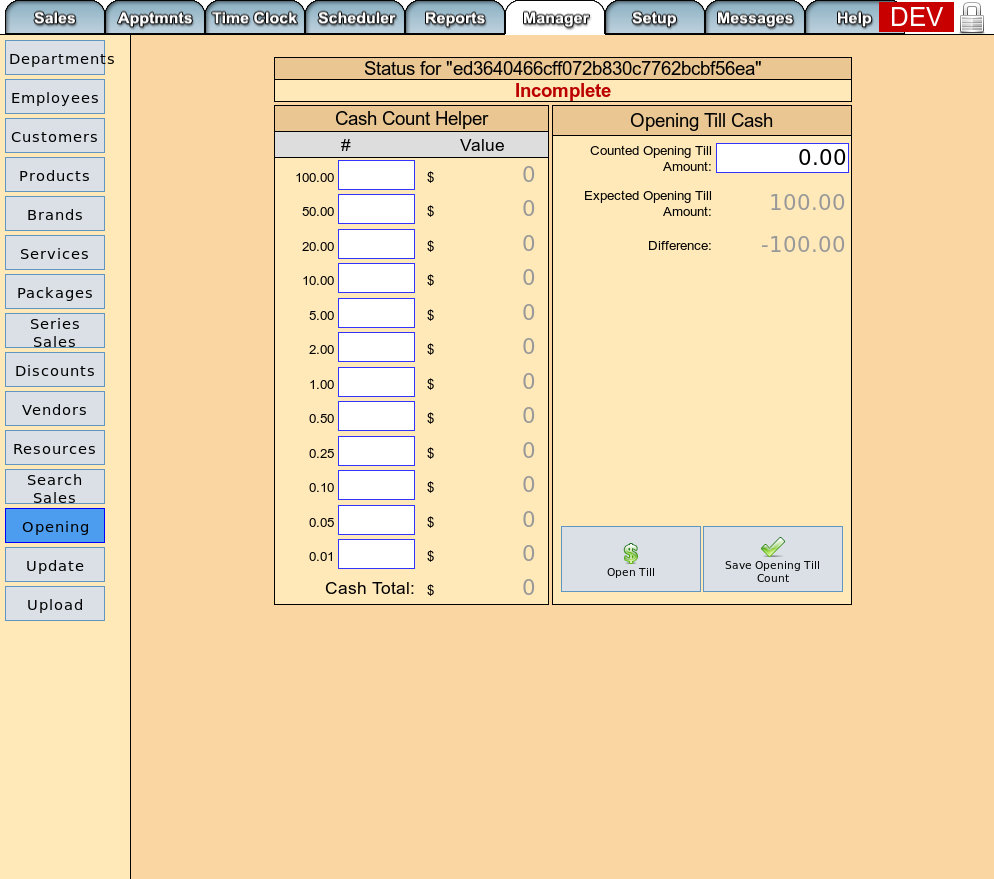 Sales Apptmnts Time Clock Scheduler Reports Manager Setup Messages Help DEV
Departments
Employees
Customers
Products
Brands
Services
Packages
Series
Sales
Discounts
Vendors
Resources
Search
Sales
Opening
Update
Upload
Status for "ed3640466cff072b830c7762bcbf56ea"
Incomplete
Cash Count Helper
# Value
100.00 $ 0
50.00 $ 0
20.00 $ 0
10.00 $ 0
5.00 $ 0
2.00 $ 0
1.00 $ 0
0.50 $ 0
0.25 $ 0
0.10 $ 0
0.05 $ 0
0.01 $ 0
Cash Total: $ 0
Opening Till Cash
Counted Opening Till
Amount: 0.00
Expected Opening Till
Amount: 100.00
Difference: -100.00
Open Till
Save Opening Till
Count